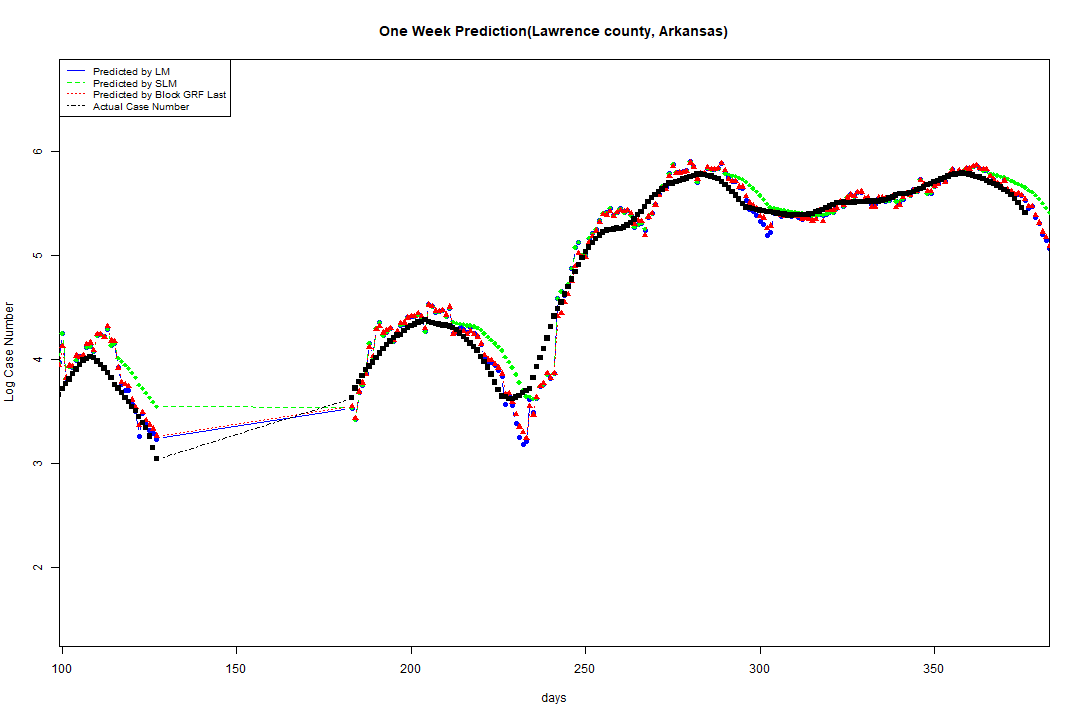 One Week Prediction(Lawrence county, Arkansas)
Predicted by LM
Predicted by SLM
Predicted by Block GRF Last
Actual Case Number
6
5
4
3
2
Log Case Number
100 150 200 250 300 350
days